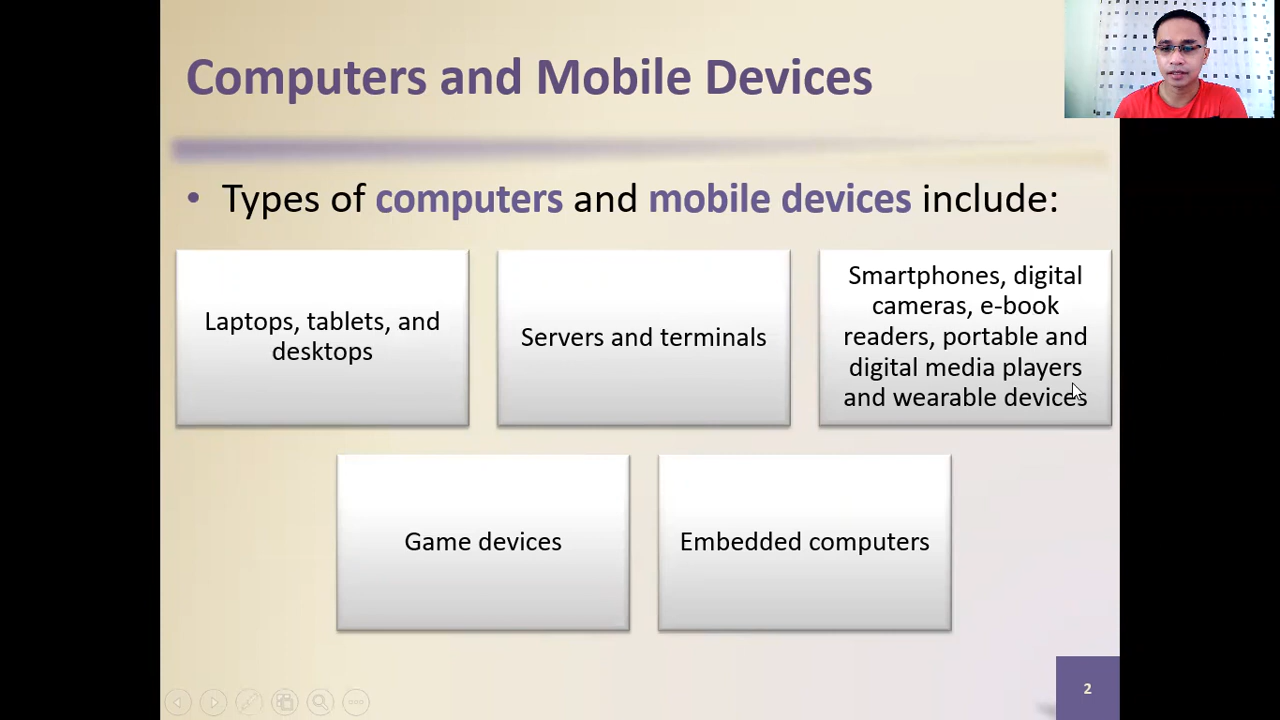 Computers and Mobile Devices
• Types of computers and mobile devices include:
Laptops, tablets, and
desktops
Servers and terminals
Smartphones, digital
cameras, e-book
readers, portable and
digital media players
and wearable devices
Game devices
Embedded computers
2